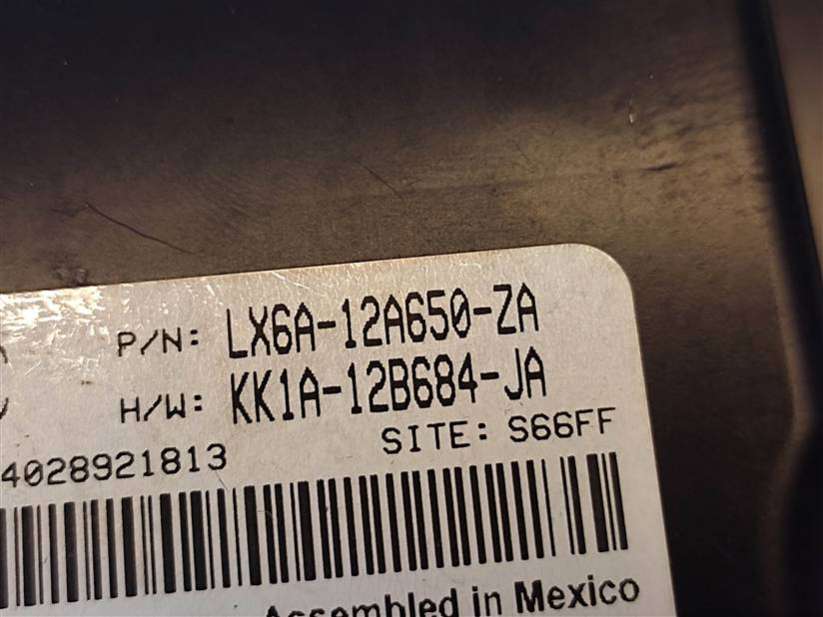 P/N: LX6A-12A650-ZA
H/W: KK1A-12B684-JA
SITE: S66FF
4028921813
Assembled in Mexico